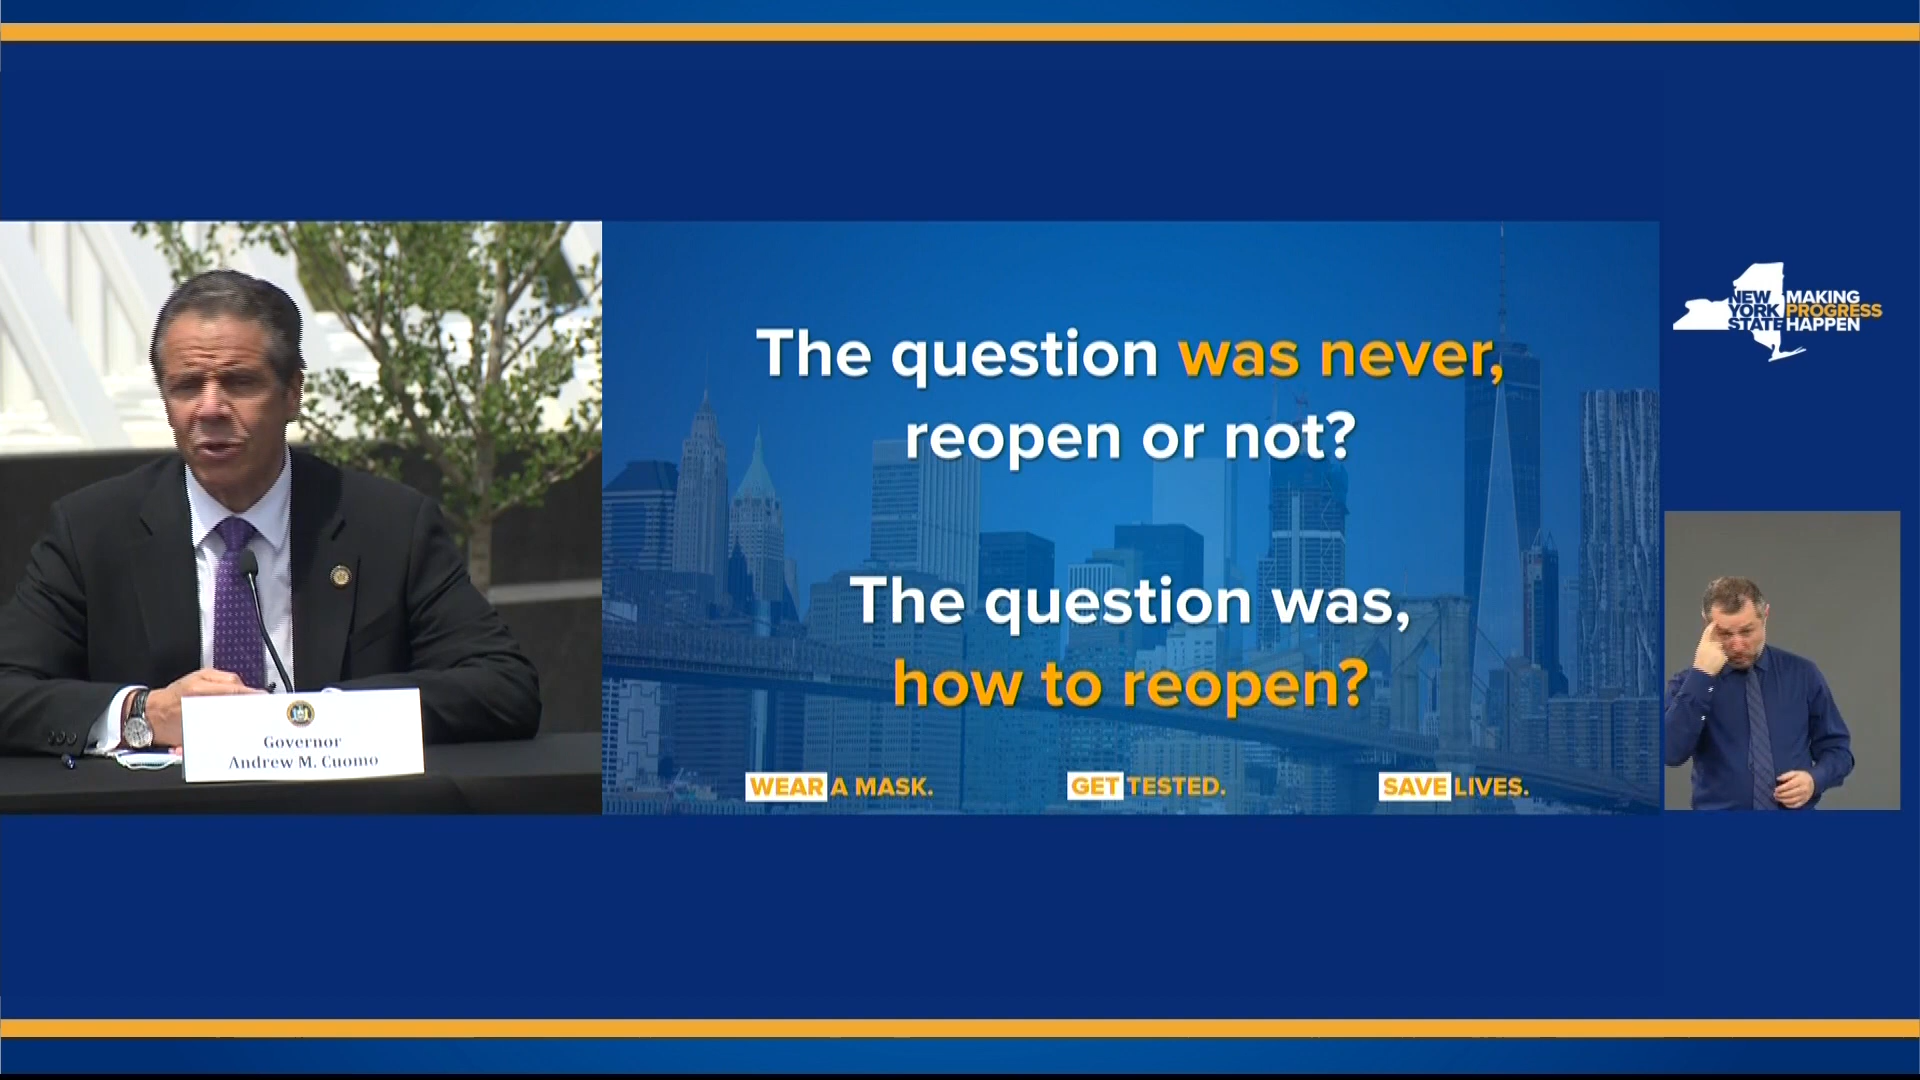 The question was never,
reopen or not?
The question was,
how to reopen?
WEAR A MASK. GET TESTED. SAVE LIVES.
Governor
Andrew M. Cuomo
NEW YORK STATE
MAKING PROGRESS HAPPEN